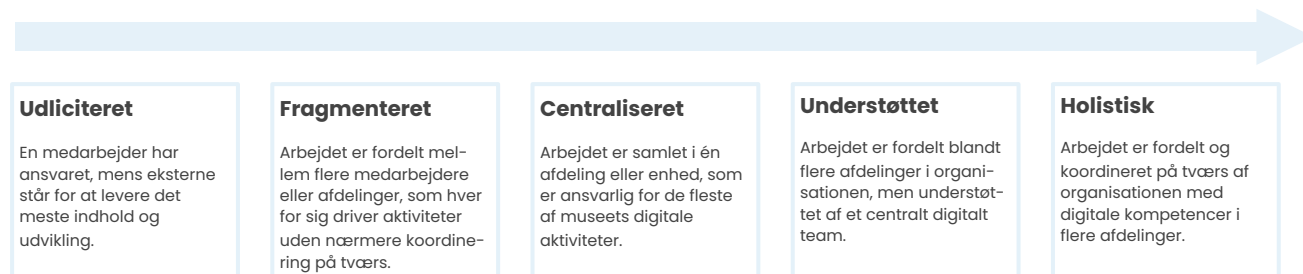 Udliciteret
En medarbejder har
ansvaret, mens eksterne
står for at levere det
meste indhold og
udvikling.
Fragmenteret
Arbejdet er fordelt mel-
lem flere medarbejdere
eller afdelinger, som hver
for sig driver aktiviteter
uden nærmere koordine-
ring på tværs.
Centraliseret
Arbejdet er samlet i én
afdeling eller enhed, som
er ansvarlig for de fleste
af museets digitale
aktiviteter.
Understøttet
Arbejdet er fordelt blandt
flere afdelinger i organi-
sationen, men understøt-
tet af et centralt digitalt
team.
Holistisk
Arbejdet er fordelt og
koordineret på tværs af
organisationen med
digitale kompetencer i
flere afdelinger.